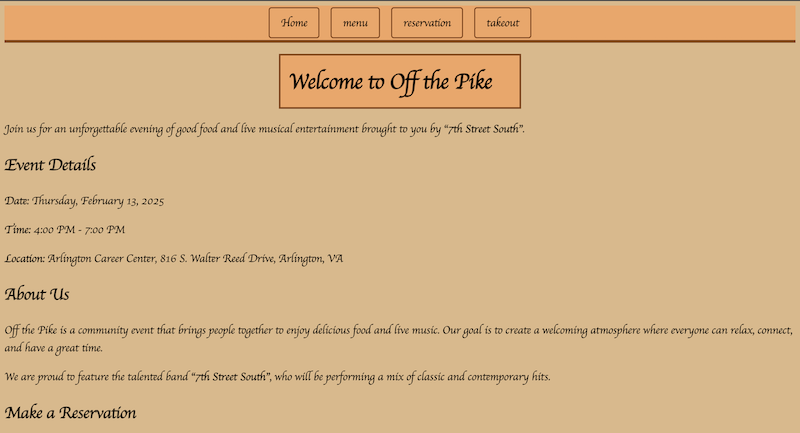 Home menu reservation takeout
Welcome to Off the Pike
Join us for an unforgettable evening of good food and live musical entertainment brought to you by “7th Street South”.
Event Details
Date: Thursday, February 13, 2025
Time: 4:00 PM - 7:00 PM
Location: Arlington Career Center, 816 S. Walter Reed Drive, Arlington, VA
About Us
Off the Pike is a community event that brings people together to enjoy delicious food and live music. Our goal is to create a welcoming atmosphere where everyone can relax, connect,
and have a great time.
We are proud to feature the talented band “7th Street South”, who will be performing a mix of classic and contemporary hits.
Make a Reservation